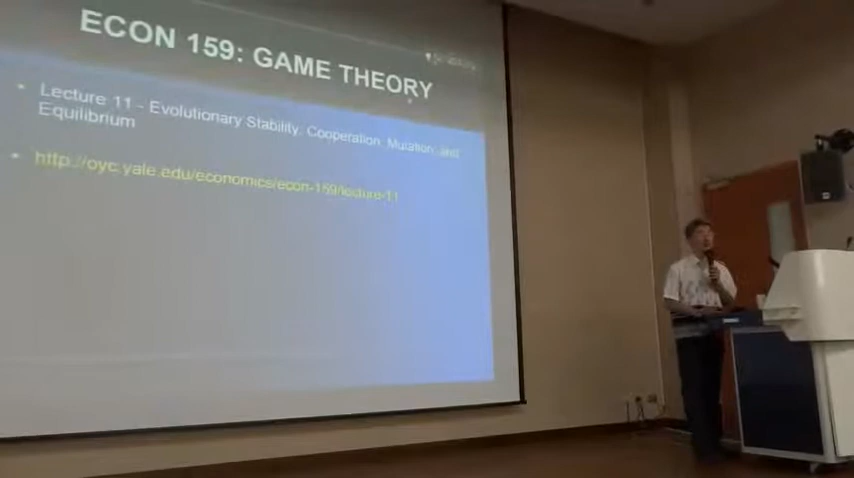 ECON 159: GAME THEORY
Lecture 11 - Evolutionary Stability: Cooperation, Mutation, and
Equilibrium
http://oyc.yale.edu/economics/econ-159/lecture-11